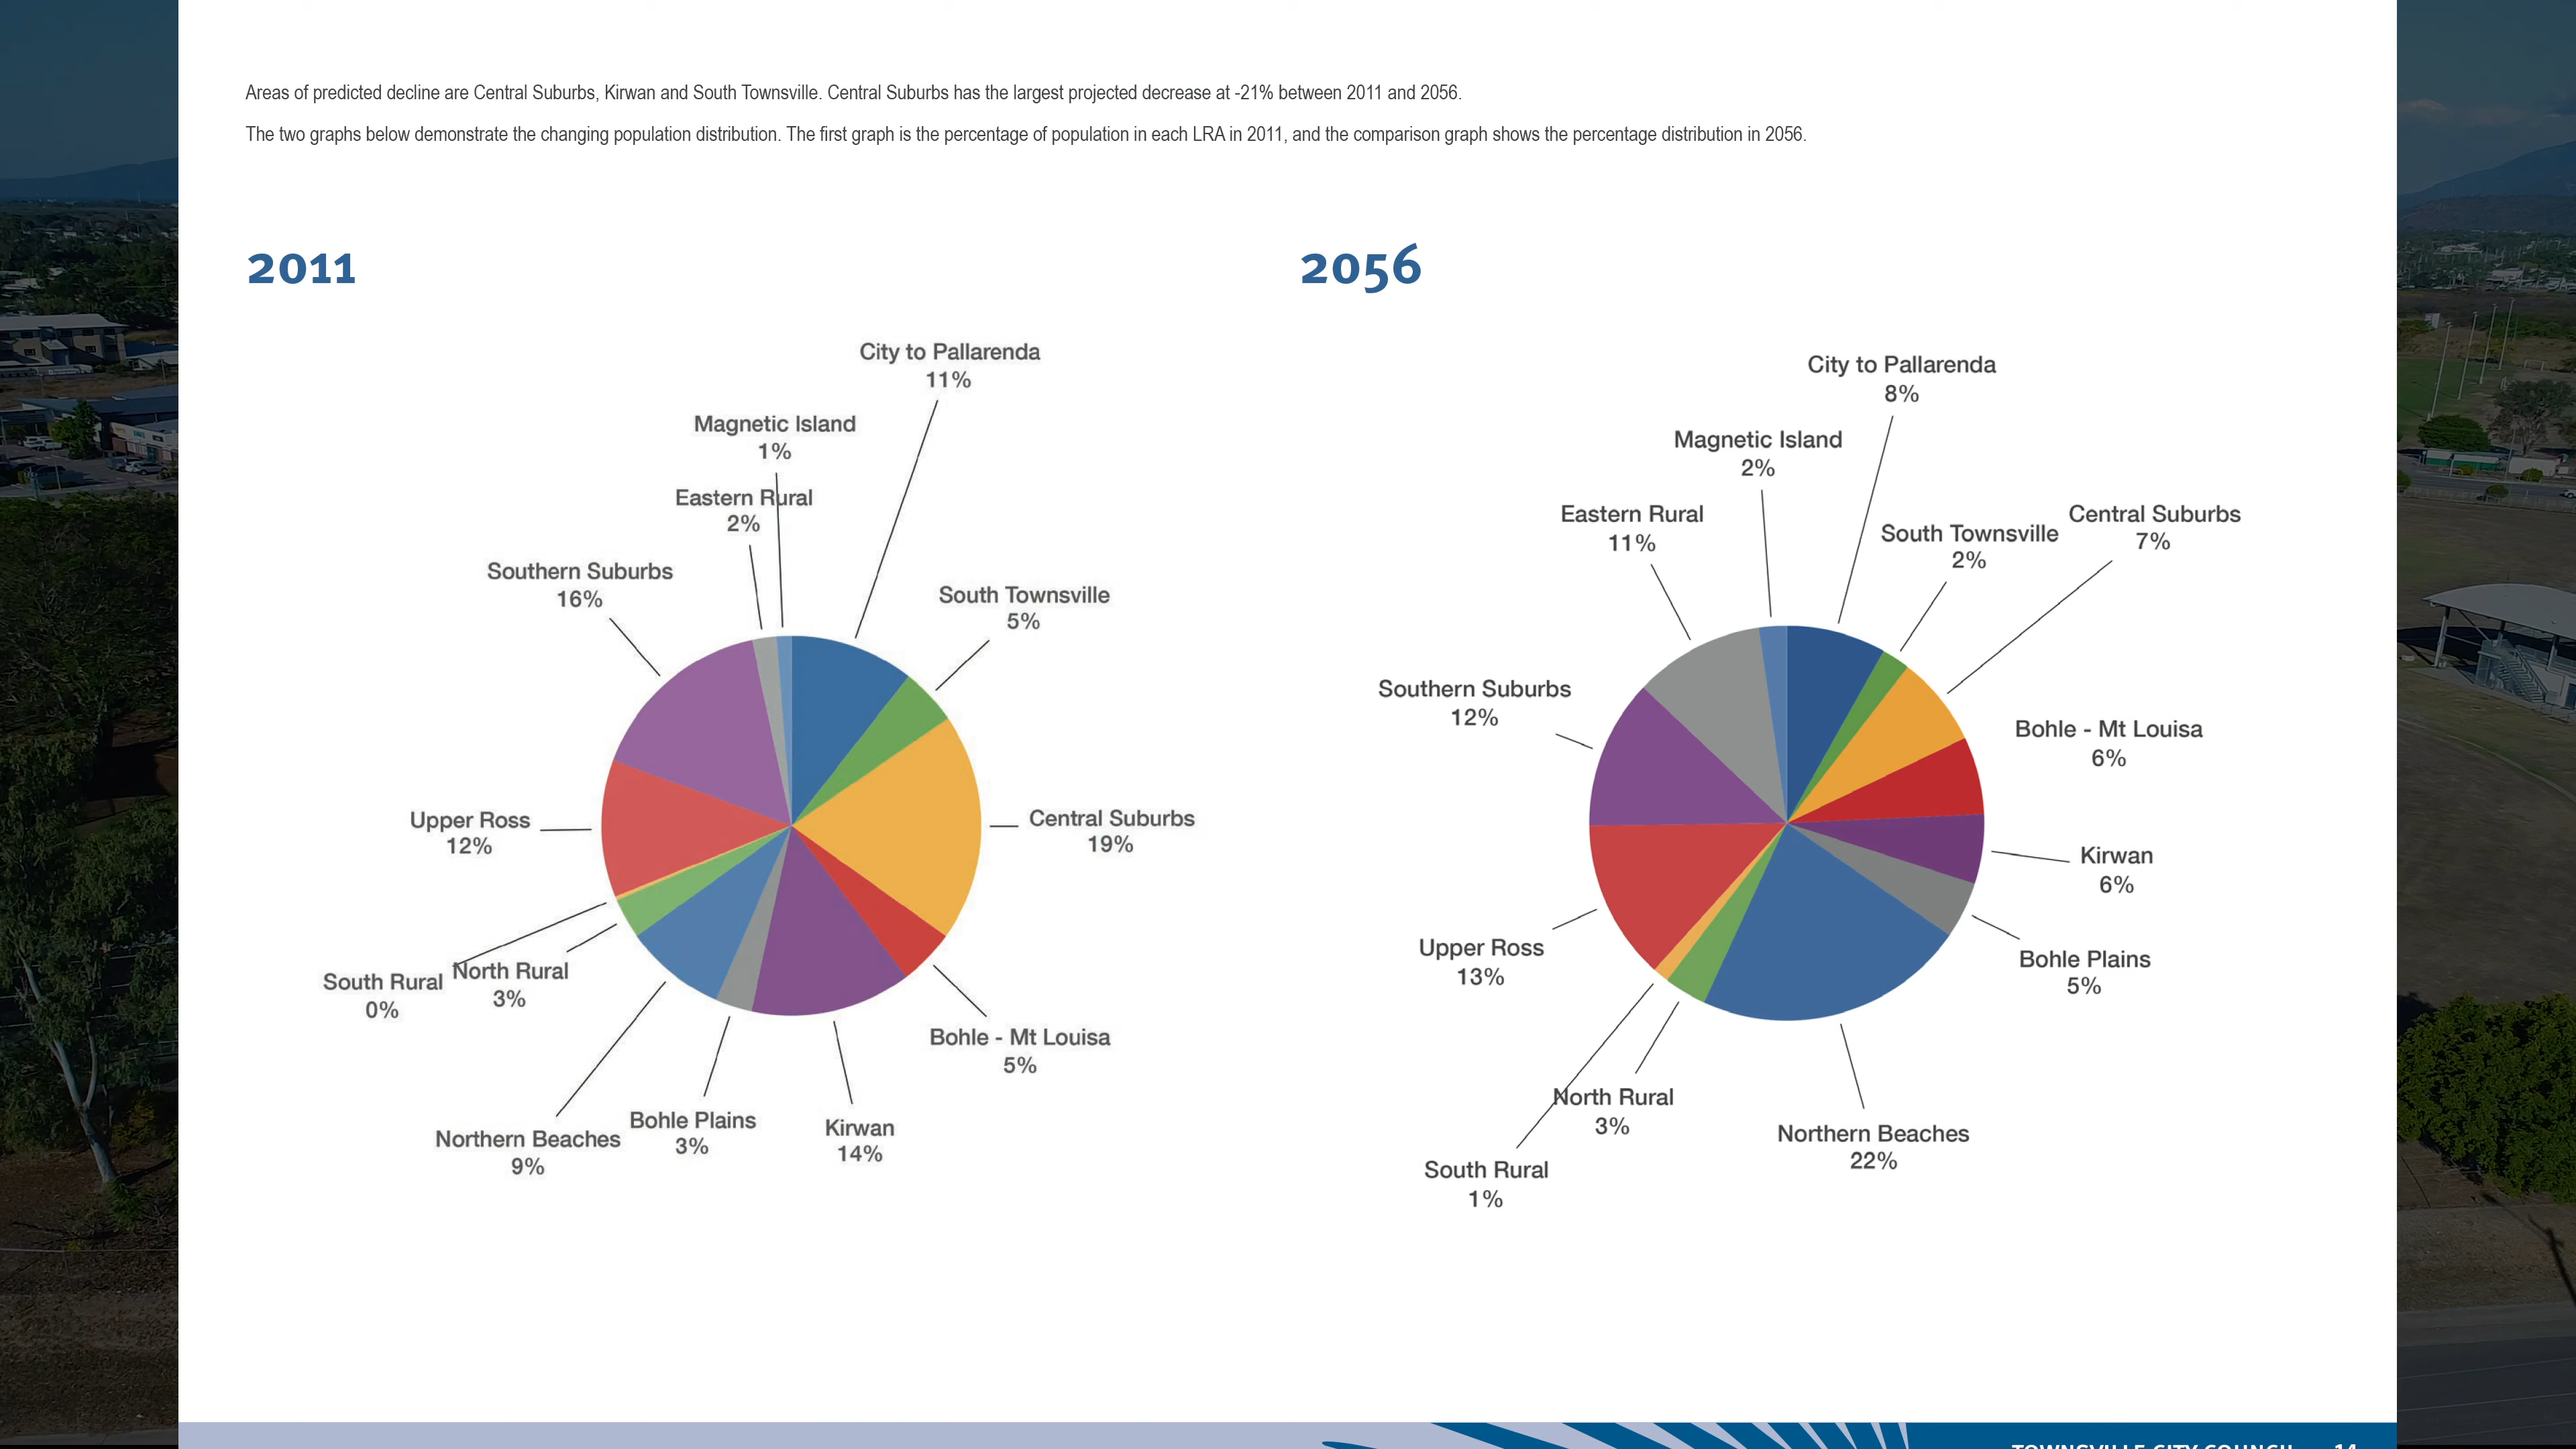 Areas of predicted decline are Central Suburbs, Kirwan and South Townsville. Central Suburbs has the largest projected decrease at -21% between 2011 and 2056.
The two graphs below demonstrate the changing population distribution. The first graph is the percentage of population in each LRA in 2011, and the comparison graph shows the percentage distribution in 2056.
2011
City to Pallarenda
11%
Magnetic Island
1%
Eastern Rural
2%
Southern Suburbs
16%
South Townsville
5%
Upper Ross
12%
Central Suburbs
19%
South Rural
0%
North Rural
3%
Bohle - Mt Louisa
5%
Northern Beaches
9%
Bohle Plains
3%
Kirwan
14%
2056
City to Pallarenda
8%
Magnetic Island
2%
Eastern Rural
11%
South Townsville
2%
Central Suburbs
7%
Southern Suburbs
12%
Bohle - Mt Louisa
6%
Kirwan
6%
Upper Ross
13%
Bohle Plains
5%
North Rural
3%
Northern Beaches
22%
South Rural
1%
TOWNSVILLE CITY COUNCIL 14